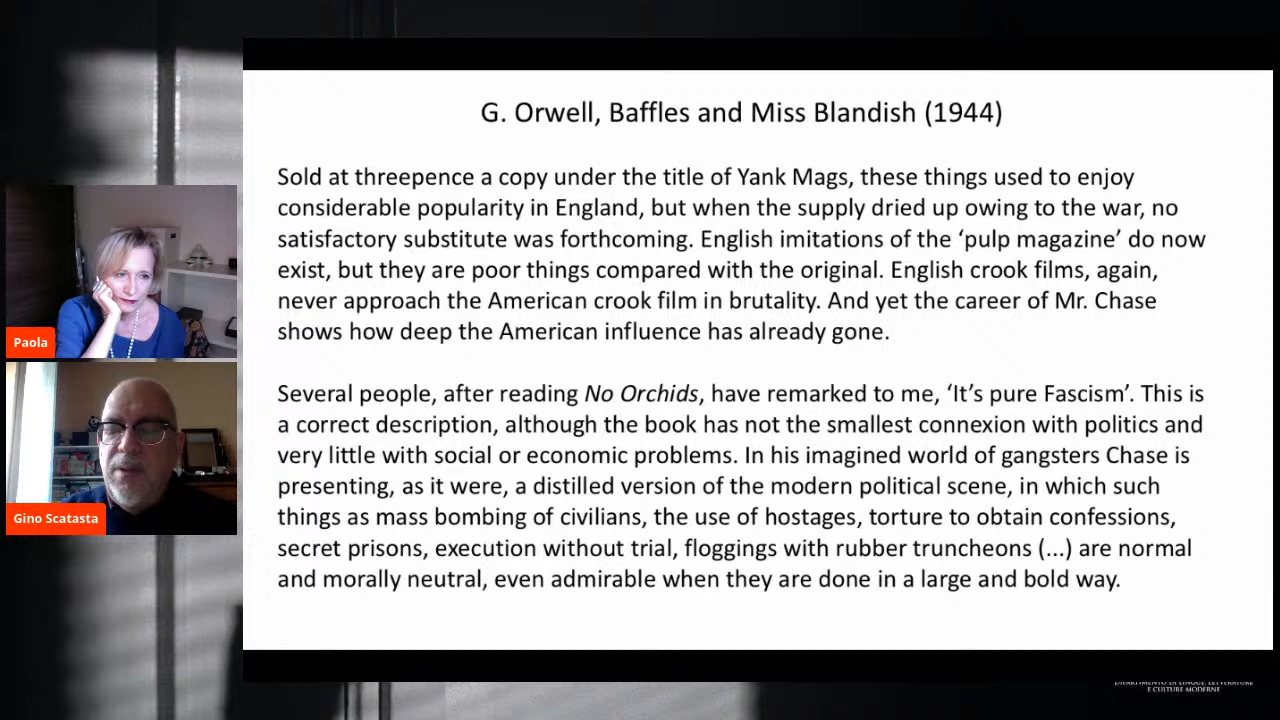 G. Orwell, Baffles and Miss Blandish (1944)
Sold at threepence a copy under the title of Yank Mags, these things used to enjoy
considerable popularity in England, but when the supply dried up owing to the war, no
satisfactory substitute was forthcoming. English imitations of the ‘pulp magazine’ do now
exist, but they are poor things compared with the original. English crook films, again,
never approach the American crook film in brutality. And yet the career of Mr. Chase
shows how deep the American influence has already gone.
Several people, after reading No Orchids, have remarked to me, ‘It’s pure Fascism’. This is
a correct description, although the book has not the smallest connexion with politics and
very little with social or economic problems. In his imagined world of gangsters Chase is
presenting, as it were, a distilled version of the modern political scene, in which such
things as mass bombing of civilians, the use of hostages, torture to obtain confessions,
secret prisons, execution without trial, floggings with rubber truncheons (...) are normal
and morally neutral, even admirable when they are done in a large and bold way.
Paola
Gino Scatasta
DIPARTIMENTO DI LINGUE, LETTERATURE
E CULTURE MODERNE